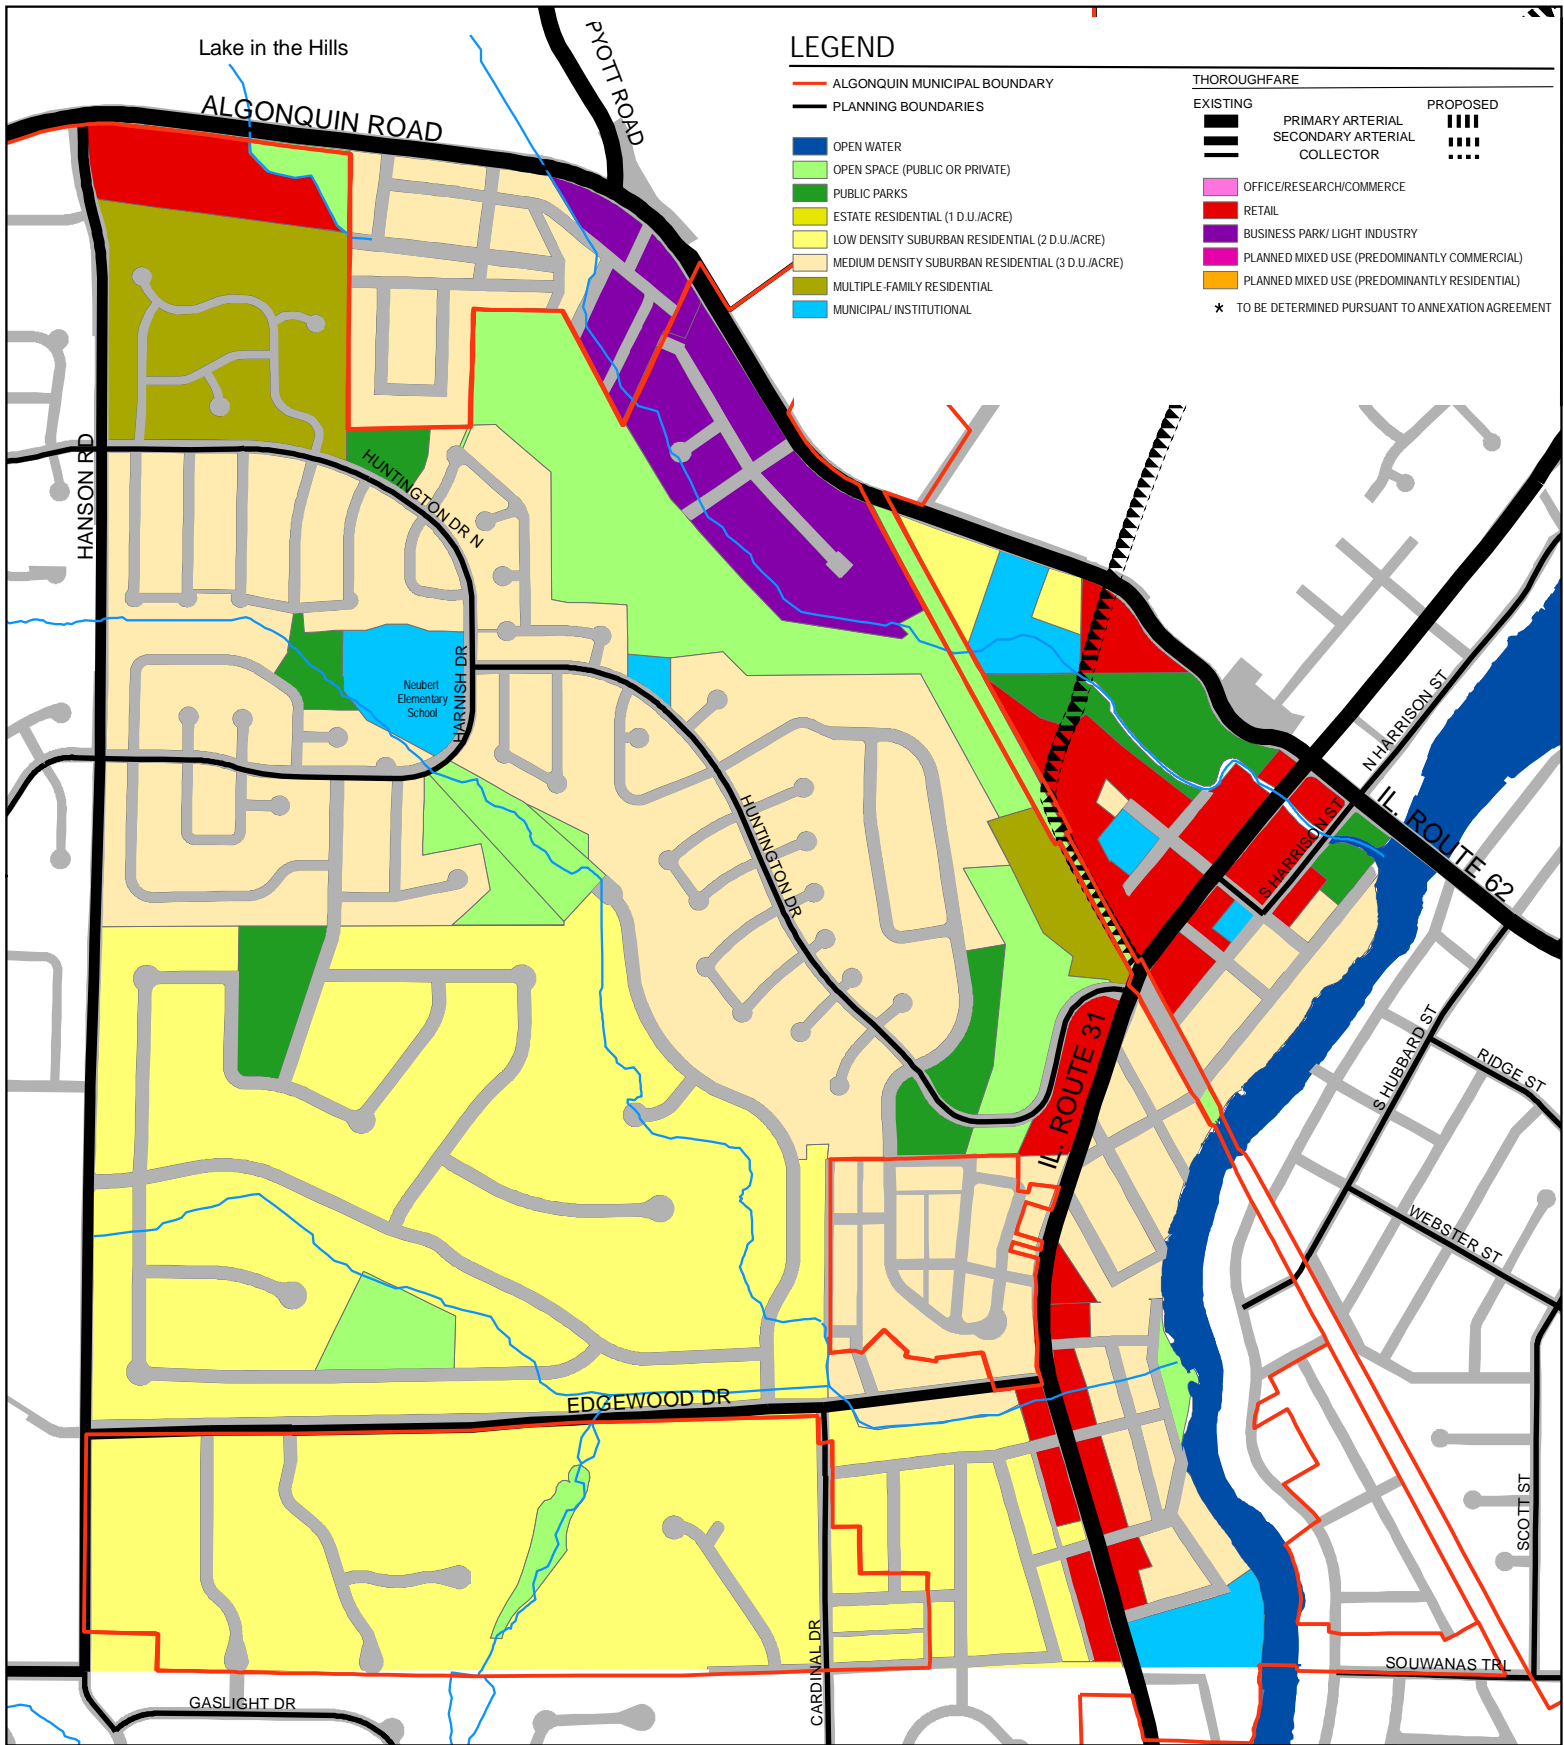 Lake in the Hills
ALGONQUIN ROAD
PYOTT ROAD
LEGEND
ALGONQUIN MUNICIPAL BOUNDARY
PLANNING BOUNDARIES
OPEN WATER
OPEN SPACE (PUBLIC OR PRIVATE)
PUBLIC PARKS
ESTATE RESIDENTIAL (1 D.U./ACRE)
LOW DENSITY SUBURBAN RESIDENTIAL (2 D.U./ACRE)
MEDIUM DENSITY SUBURBAN RESIDENTIAL (3 D.U./ACRE)
MULTIPLE-FAMILY RESIDENTIAL
MUNICIPAL/ INSTITUTIONAL
THOROUGHFARE
EXISTING PROPOSED
PRIMARY ARTERIAL
SECONDARY ARTERIAL
COLLECTOR
OFFICE/RESEARCH/COMMERCE
RETAIL
BUSINESS PARK/ LIGHT INDUSTRY
PLANNED MIXED USE (PREDOMINANTLY COMMERCIAL)
PLANNED MIXED USE (PREDOMINANTLY RESIDENTIAL)
* TO BE DETERMINED PURSUANT TO ANNEXATION AGREEMENT
HANSON RD
HUNTINGTON DR N
Neubert
Elementary
School
HARNISH DR
HUNTINGTON DR
N HARRISON ST
S HARRISON ST
IL. ROUTE 62
IL. ROUTE 31
S HUBBARD ST
RIDGE ST
WEBSTER ST
EDGEWOOD DR
CARDINAL DR
SCOTT ST
SOUWANAS TRL
GASLIGHT DR